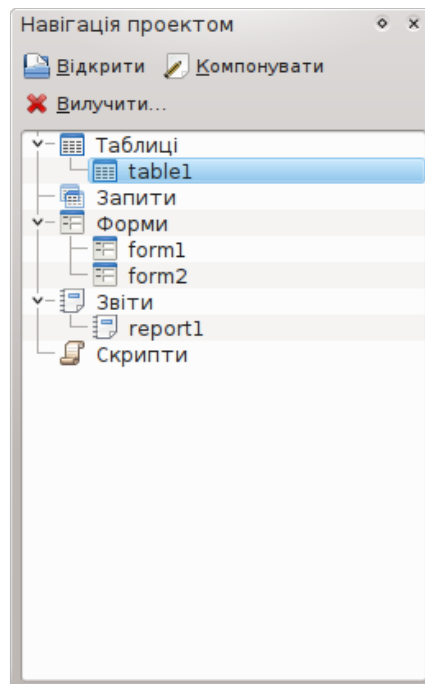 Навігація проектом
Відкрити Компонувати
Вилучити...
Таблиці
table1
Запити
Форми
form1
form2
Звіти
report1
Скрипти